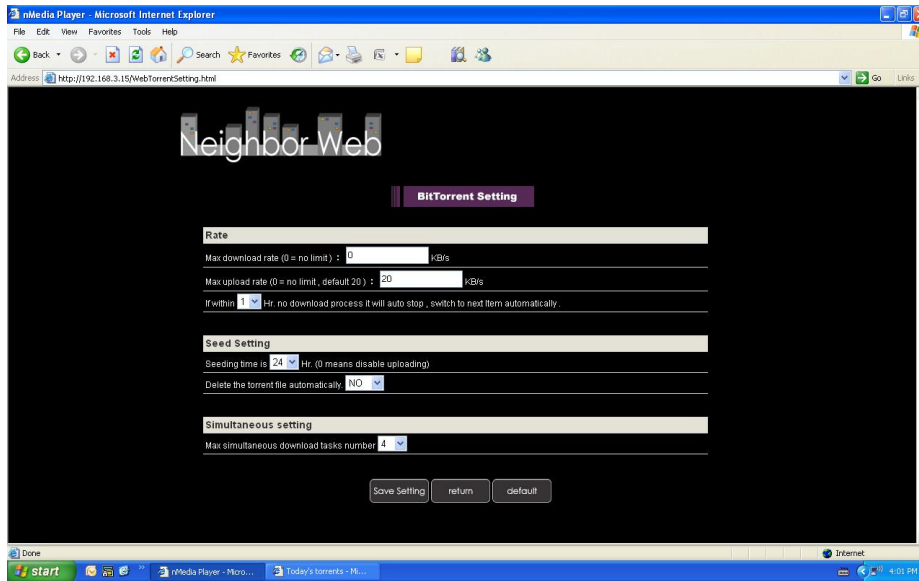 nMedia Player - Microsoft Internet Explorer
File Edit View Favorites Tools Help
Back Search Favorites
Address http://192.168.3.15/WebTorrentSetting.html Go Links
Neighbor Web
BitTorrent Setting
Rate
Max download rate (0 = no limit) : 0 KB/s
Max upload rate (0 = no limit , default 20 ) : 20 KB/s
If within 1 Hr. no download process it will auto stop , switch to next Item automatically .
Seed Setting
Seeding time is 24 Hr. (0 means disable uploading)
Delete the torrent file automatically. NO
Simultaneous setting
Max simultaneous download tasks number 4
Save Setting return default
Done Internet
start nMedia Player - Micro... Today's torrents - Mi... 4:01 PM